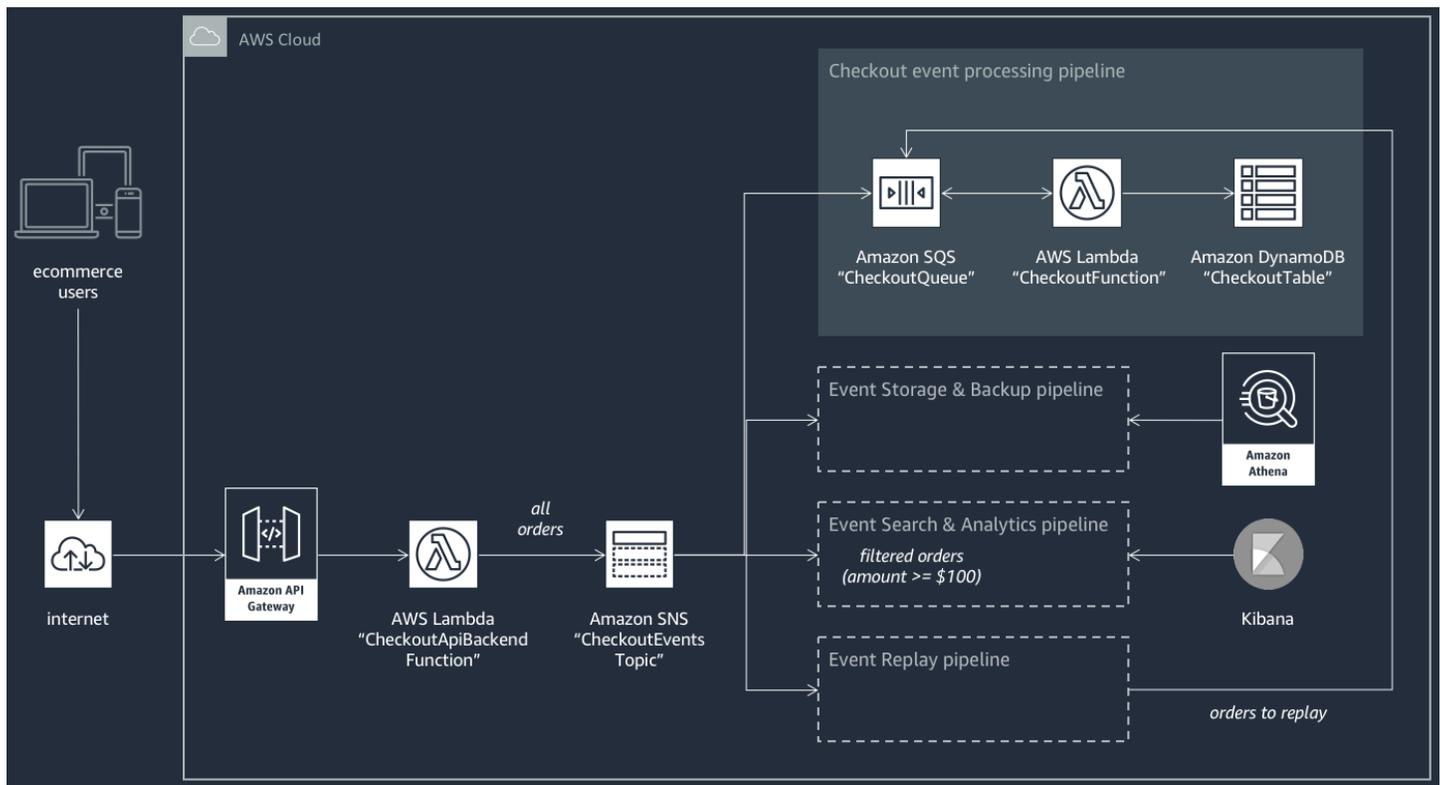 AWS Cloud
Checkout event processing pipeline
Amazon SQS
“CheckoutQueue”
AWS Lambda
“CheckoutFunction”
Amazon DynamoDB
“CheckoutTable”
ecommerce
users
Event Storage & Backup pipeline
Amazon
Athena
all
orders
Event Search & Analytics pipeline
filtered orders
(amount >= $100)
Amazon API
Gateway
internet
AWS Lambda
“CheckoutApiBackend
Function”
Amazon SNS
“CheckoutEvents
Topic”
Kibana
Event Replay pipeline
orders to replay